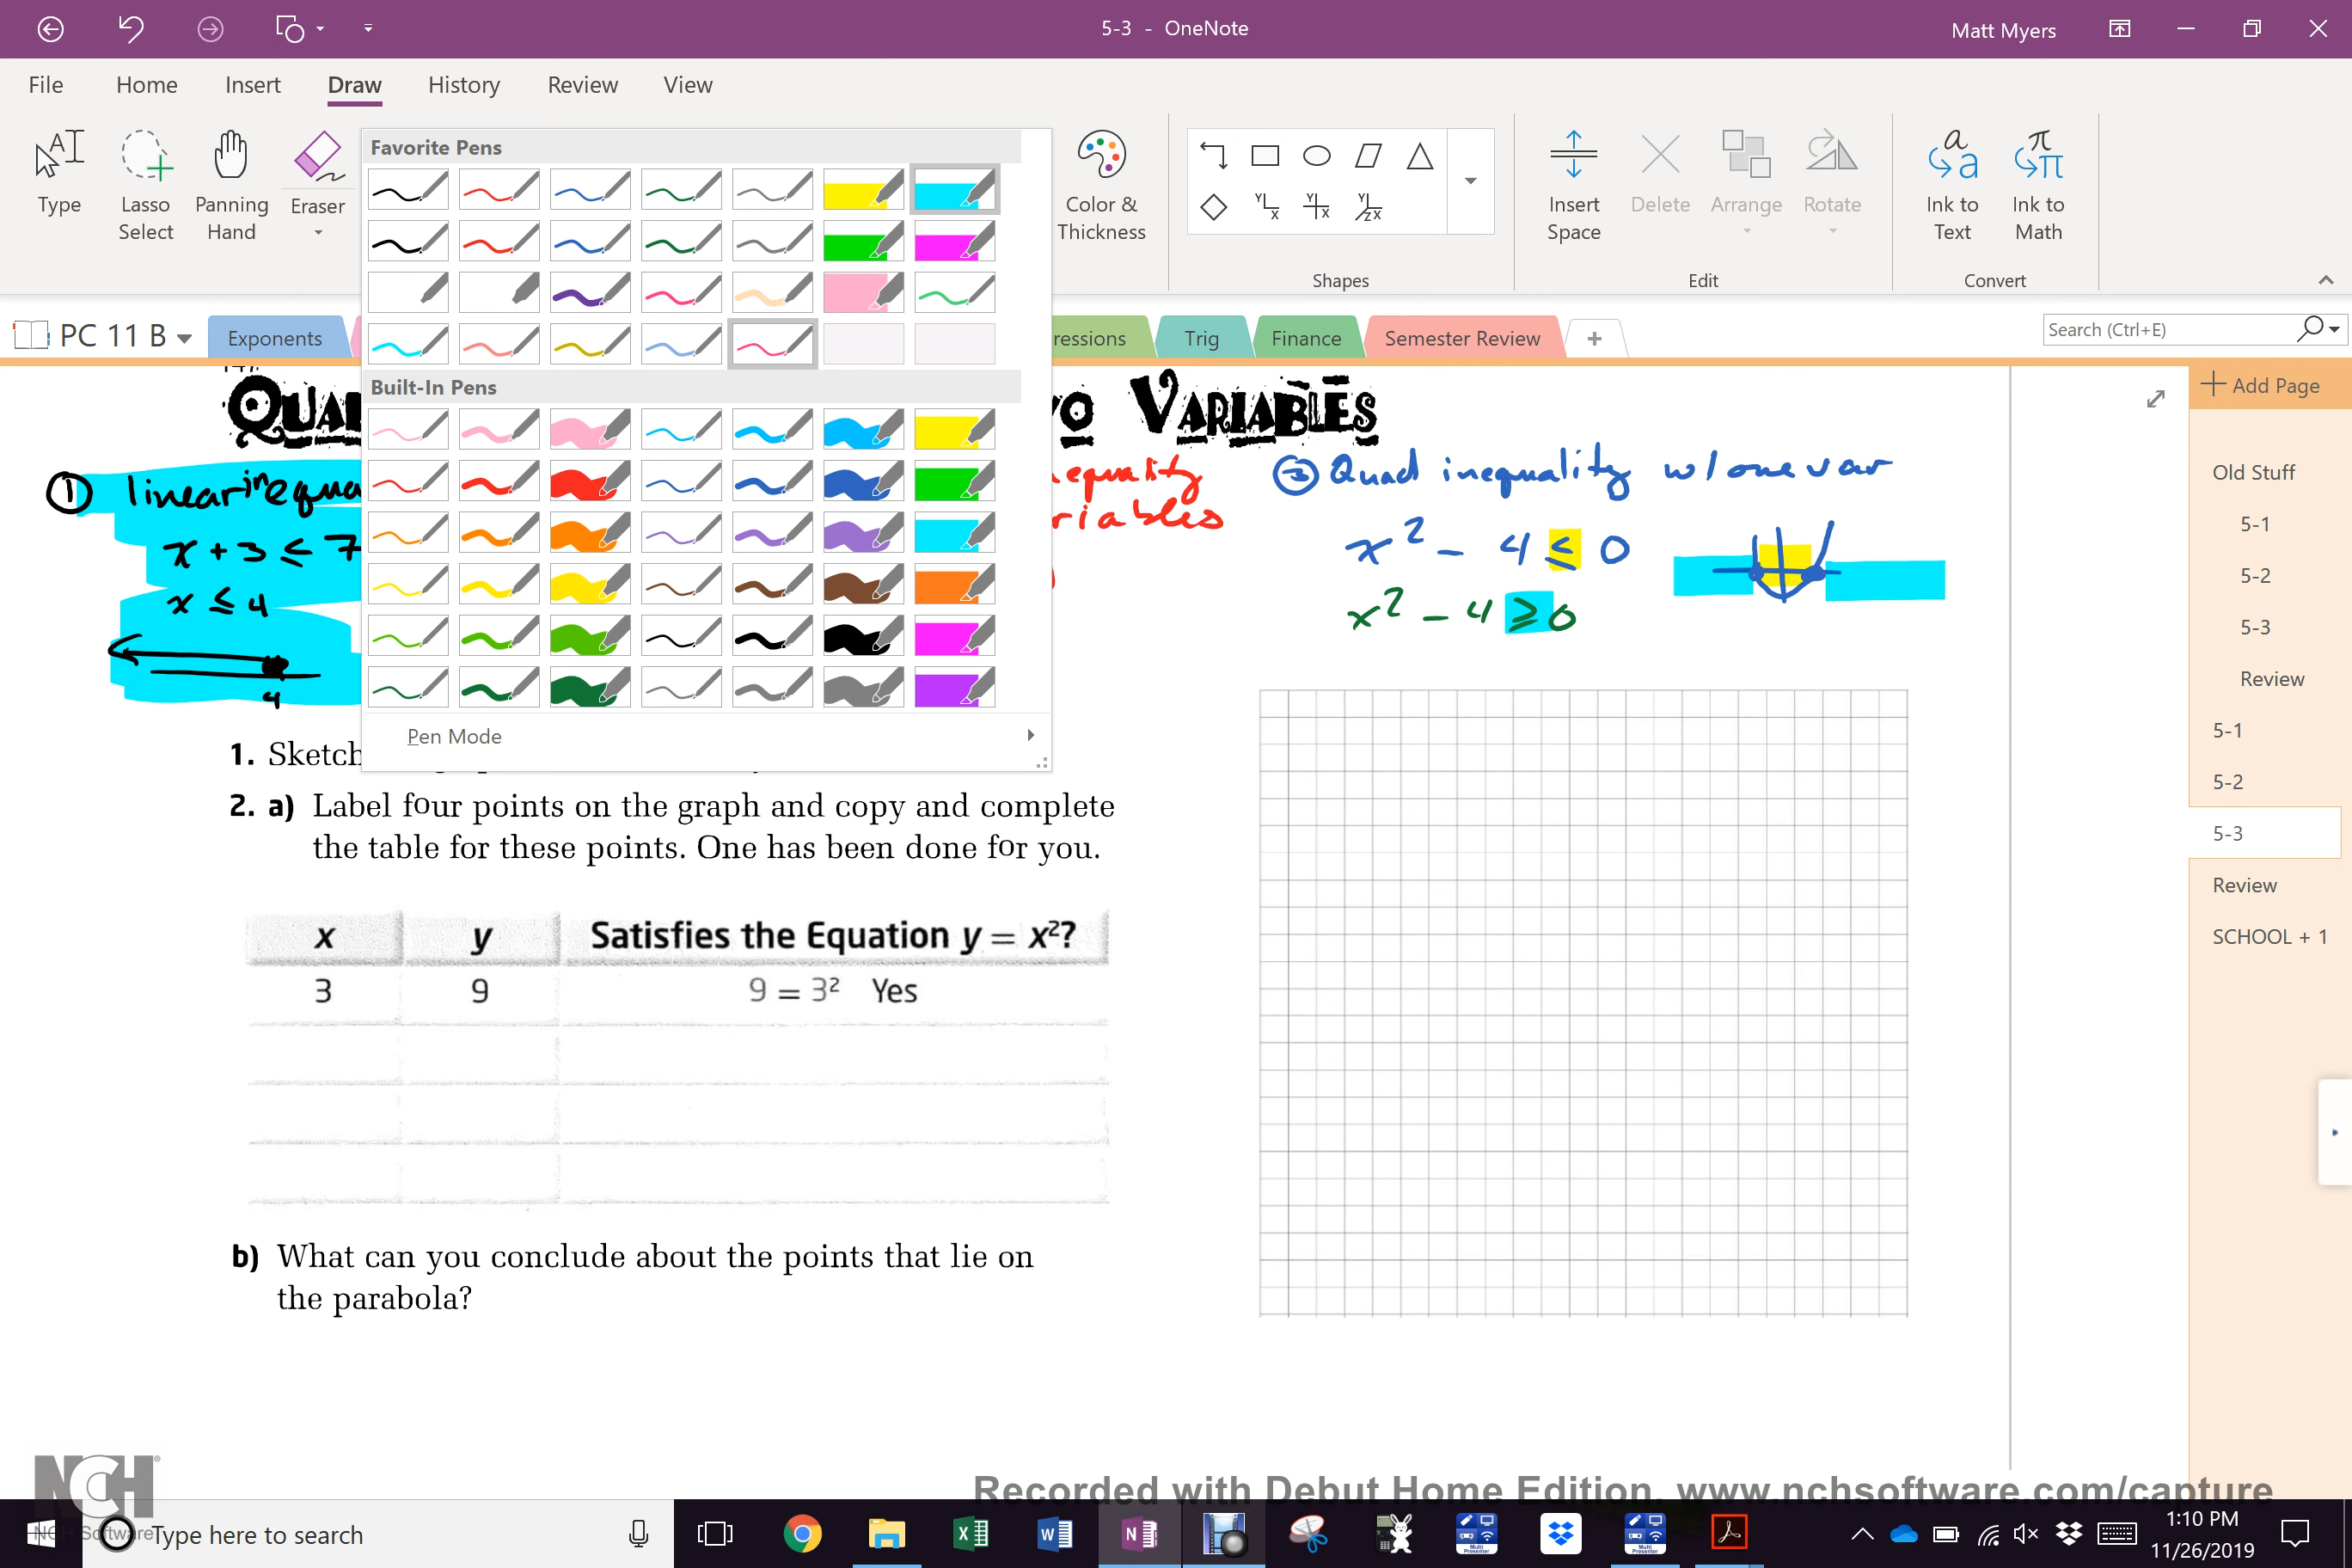 5-3 - OneNote
Matt Myers
File Home Insert Draw History Review View
Type
Lasso Select
Panning Hand
Eraser
Favorite Pens
Built-In Pens
Pen Mode
Color & Thickness
Shapes
Insert Space
Delete
Arrange
Rotate
Edit
Ink to Text
Ink to Math
Convert
PC 11 B
Exponents
ressions
Trig
Finance
Semester Review
Search (Ctrl+E)
Add Page
Old Stuff
5-1
5-2
5-3
Review
5-1
5-2
5-3
Review
SCHOOL + 1
VARIABLES
① linear inequa
x + 3 ≤ 7
x ≤ 4
4
equality
riables
③ Quad inequality w/ one var
x² - 4 ≤ 0
x² - 4 ≥ 0
1. Sketch
2. a) Label four points on the graph and copy and complete
the table for these points. One has been done for you.
x y Satisfies the Equation y = x²?
3 9 9 = 3² Yes
b) What can you conclude about the points that lie on
the parabola?
NCH
NCH Software
Recorded with Debut Home Edition. www.nchsoftware.com/capture
Type here to search
1:10 PM
11/26/2019